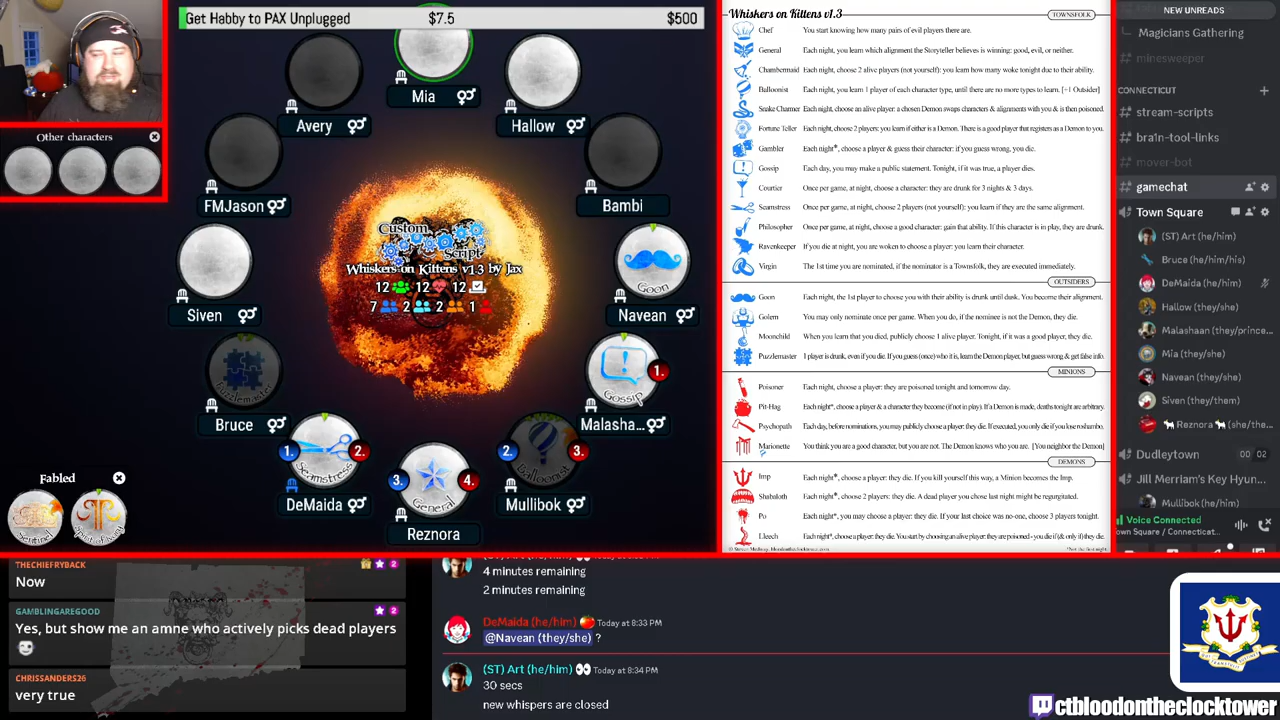 Get Habby to PAX Unplugged $7.5 $500
Other characters
Mia
Avery
Hallow
FMJason
Bambi
Custom
Script
Whiskers on Kittens v1.3 by Jax
12 12 12
7 2 2 1
Siven
Goon
Navean
Puzzlemaster
Bruce
Gossip
1.
Malasha...
1. 2.
Seamstress
DeMaida
3. 4.
General
Reznora
2. 3.
Moonchild
Mullibok
Fabled
Whiskers on Kittens v1.3
TOWNSFOLK
Chef You start knowing how many pairs of evil players there are.
General Each night, you learn which alignment the Storyteller believes is winning: good, evil, or neither.
Chambermaid Each night, choose 2 alive players (not yourself): you learn how many woke tonight due to their ability.
Balloonist Each night, you learn 1 player of each character type, until there are no more types to learn. [+1 Outsider]
Snake Charmer Each night, choose an alive player: a chosen Demon swaps characters & alignments with you & is then poisoned.
Fortune Teller Each night, choose 2 players: you learn if either is a Demon. There is a good player that registers as a Demon to you.
Gambler Each night*, choose a player & guess their character: if you guess wrong, you die.
Gossip Each day, you may make a public statement. Tonight, if it was true, a player dies.
Courtier Once per game, at night, choose a character: they are drunk for 3 nights & 3 days.
Seamstress Once per game, at night, choose 2 players (not yourself): you learn if they are the same alignment.
Philosopher Once per game, at night, choose a good character: gain that ability. If this character is in play, they are drunk.
Ravenkeeper If you die at night, you are woken to choose a player: you learn their character.
Virgin The 1st time you are nominated, if the nominator is a Townsfolk, they are executed immediately.
OUTSIDERS
Goon Each night, the 1st player to choose you with their ability is drunk until dusk. You become their alignment.
Golem You may only nominate once per game. When you do, if the nominee is not the Demon, they die.
Moonchild When you learn that you died, publicly choose 1 alive player. Tonight, if it was a good player, they die.
Puzzlemaster 1 player is drunk, even if you die. If you guess (once) who it is, learn the Demon player, but guess wrong & get false info.
MINIONS
Poisoner Each night, choose a player: they are poisoned tonight and tomorrow day.
Pit-Hag Each night*, choose a player & a character they become (if not in play). If a Demon is made, deaths tonight are arbitrary.
Psychopath Each day, before nominations, you may publicly choose a player: they die. If executed, you only die if you lose roshambo.
Marionette You think you are a good character, but you are not. The Demon knows who you are. [You neighbor the Demon]
DEMONS
Imp Each night*, choose a player: they die. If you kill yourself this way, a Minion becomes the Imp.
Shabaloth Each night*, choose 2 players: they die. A dead player you chose last night might be regurgitated.
Po Each night*, you may choose a player: they die. If your last choice was no-one, choose 3 players tonight.
Lleech Each night*, choose a player: they die. You start by choosing an alive player: they are poisoned - you die if (& only if) they die.
*Not the first night
NEW UNREADS
Magicians Gathering
minesweeper
CONNECTICUT
stream-scripts
bra1n-tool-links
mover-bot
gamechat
Town Square
(ST) Art (he/him)
Bruce (he/him)
DeMaida (he/him)
Hallow (they/she)
Malashaan (they/prince...
Mia (they/she)
Navean (they/she)
Siven (they/them)
Reznora (she/the...
Dudleytown 00 02
Jill Merriam's Key Hyun...
Mullibok (he/him)
Voice Connected
own Square / Connecticat...
THECHIEFRYBACK 2
Now
GAMBLINGAREGOOD 2
Yes, but show me an amne who actively picks dead players
CHRISSANDERS26
very true
4 minutes remaining
2 minutes remaining
DeMaida (he/him) Today at 8:33 PM
@Navean (they/she) ?
(ST) Art (he/him) Today at 8:34 PM
30 secs
new whispers are closed
ctbloodontheclocktower